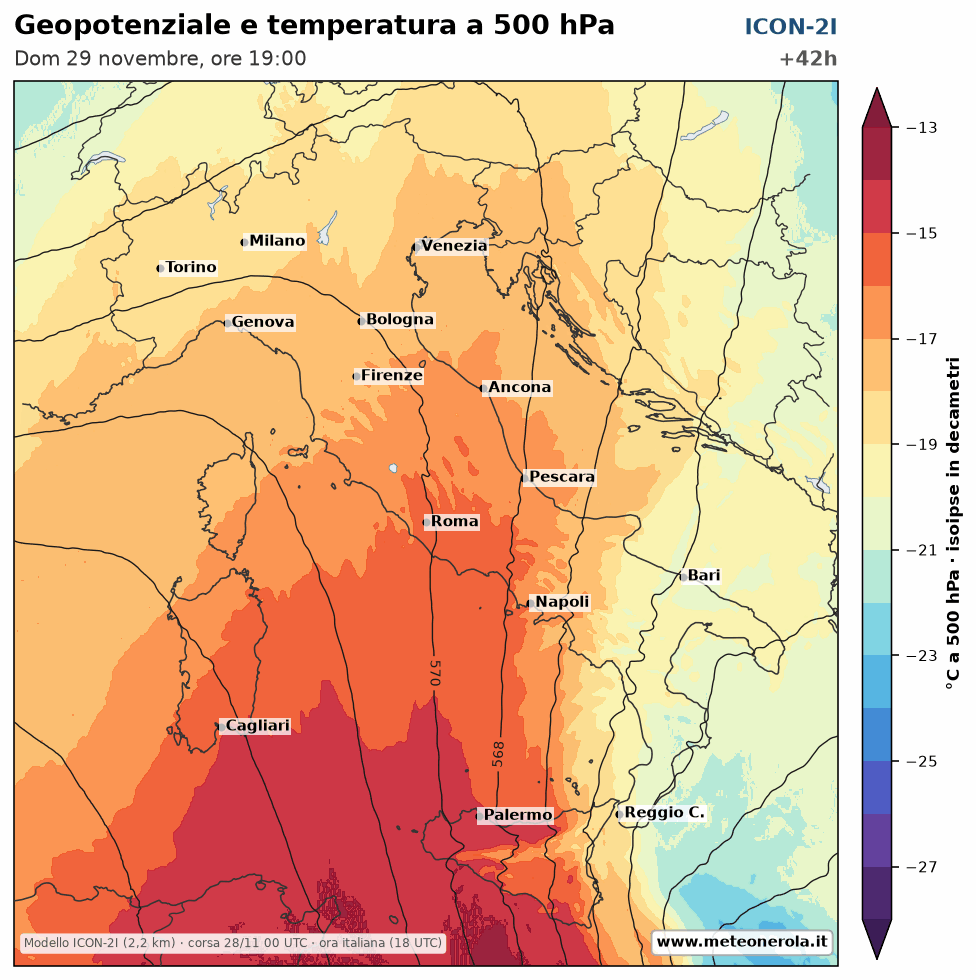 Geopotenziale e temperatura a 500 hPa
ICON-2I
Dom 29 novembre, ore 19:00
+42h
Milano
Venezia
Torino
Genova
Bologna
Firenze
Ancona
Pescara
Roma
Bari
Napoli
570
Cagliari
568
Palermo
Reggio C.
−13
−15
−17
−19
−21
−23
−25
−27
°C a 500 hPa · isoipse in decametri
Modello ICON-2I (2,2 km) · corsa 28/11 00 UTC · ora italiana (18 UTC)
www.meteonerola.it